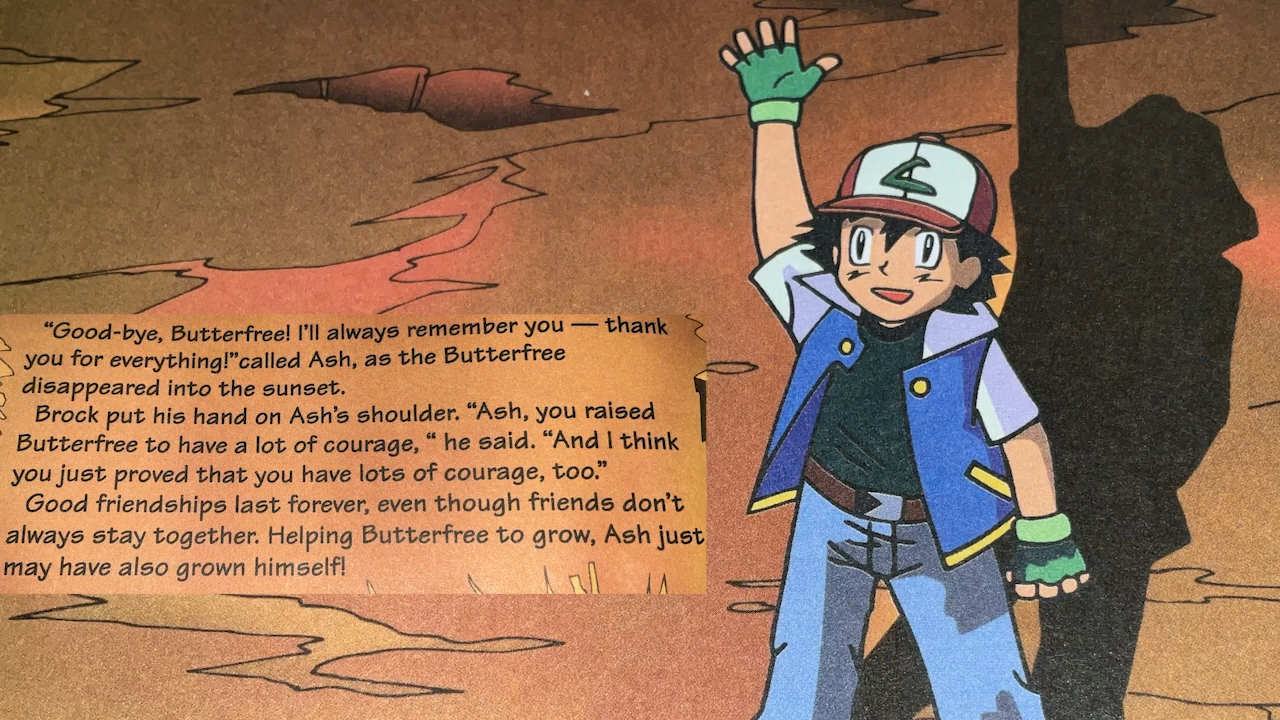 “Good-bye, Butterfree! I’ll always remember you — thank
you for everything!”called Ash, as the Butterfree
disappeared into the sunset.
Brock put his hand on Ash’s shoulder. “Ash, you raised
Butterfree to have a lot of courage, “ he said. “And I think
you just proved that you have lots of courage, too.”
Good friendships last forever, even though friends don’t
always stay together. Helping Butterfree to grow, Ash just
may have also grown himself!